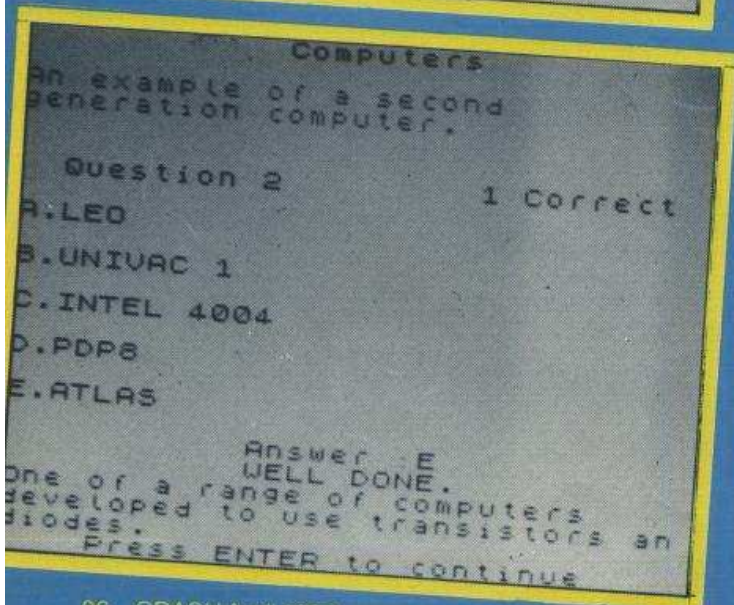 Computers
An example of a second
generation computer.
Question 2
1 Correct
A.LEO
B.UNIVAC 1
C.INTEL 4004
D.PDP8
E.ATLAS
Answer E
WELL DONE.
One of a range of computers
developed to use transistors an
diodes.
Press ENTER to continue